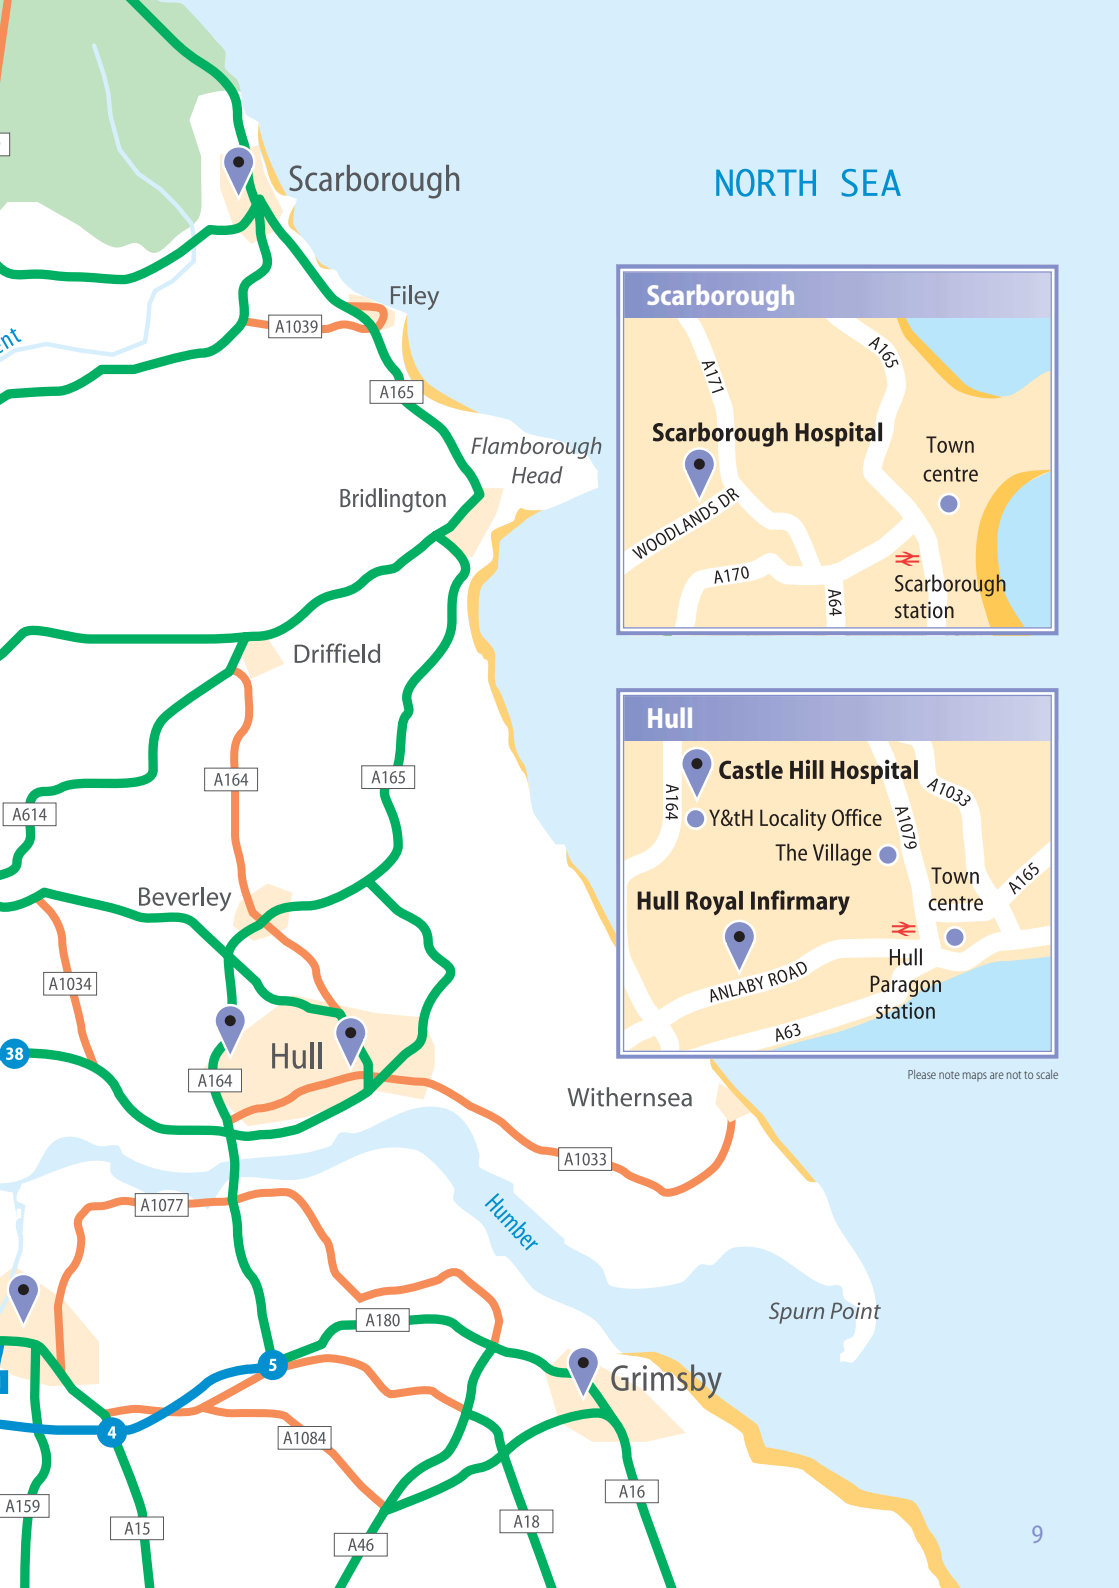 Scarborough
NORTH SEA
Filey
A1039
A165
Flamborough
Head
Bridlington
Driffield
A164
A165
A614
Beverley
A1034
38
Hull
A164
Withernsea
A1033
A1077
Humber
Spurn Point
A180
5
Grimsby
4
A1084
A159
A15
A46
A18
A16
Scarborough
A171
A165
Scarborough Hospital
Town
centre
WOODLANDS DR
A170
A64
Scarborough
station
Hull
Castle Hill Hospital
A164
A1033
Y&tH Locality Office
A1079
The Village
Town
centre
A165
Hull Royal Infirmary
Hull
Paragon
station
ANLABY ROAD
A63
Please note maps are not to scale
9